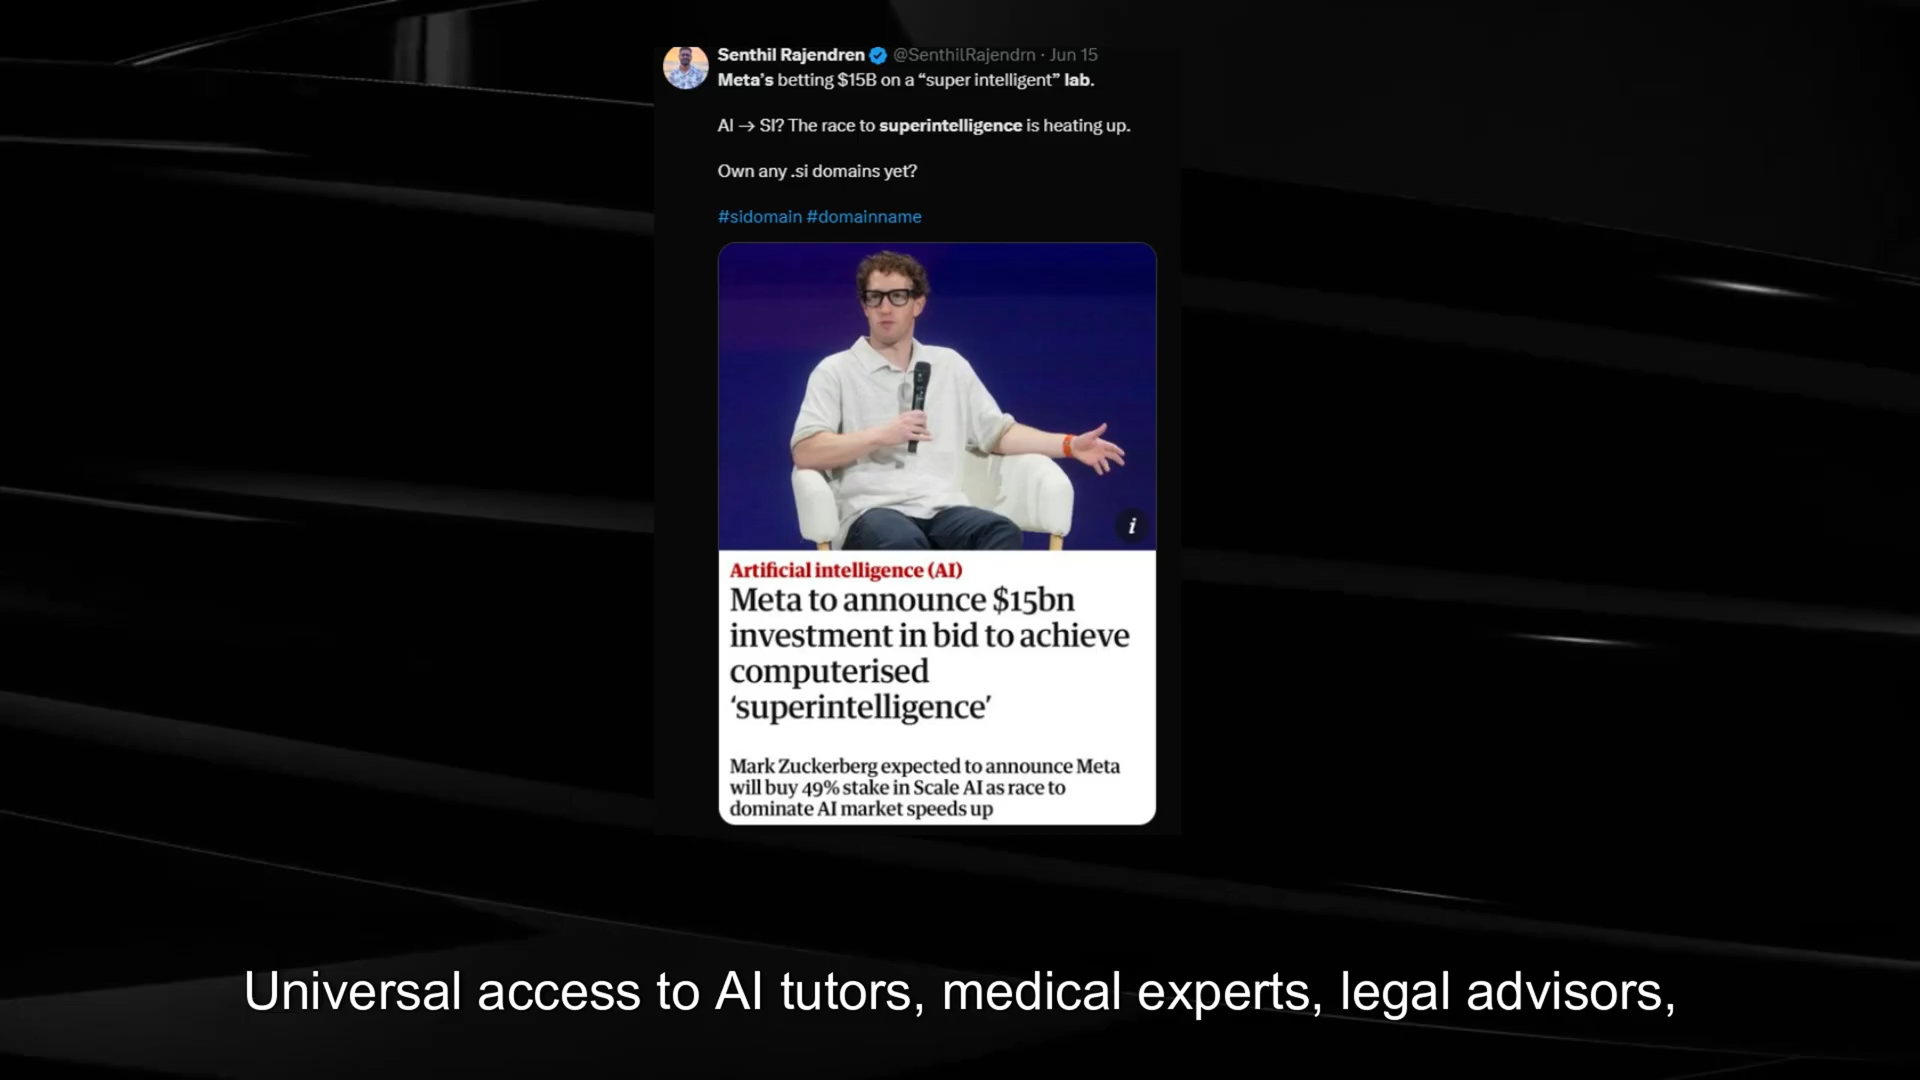 Senthil Rajendren @SenthilRajendrn · Jun 15
Meta's betting $15B on a “super intelligent” lab.
AI → SI? The race to superintelligence is heating up.
Own any .si domains yet?
#sidomain #domainname
i
Artificial intelligence (AI)
Meta to announce $15bn
investment in bid to achieve
computerised
‘superintelligence’
Mark Zuckerberg expected to announce Meta
will buy 49% stake in Scale AI as race to
dominate AI market speeds up
Universal access to AI tutors, medical experts, legal advisors,